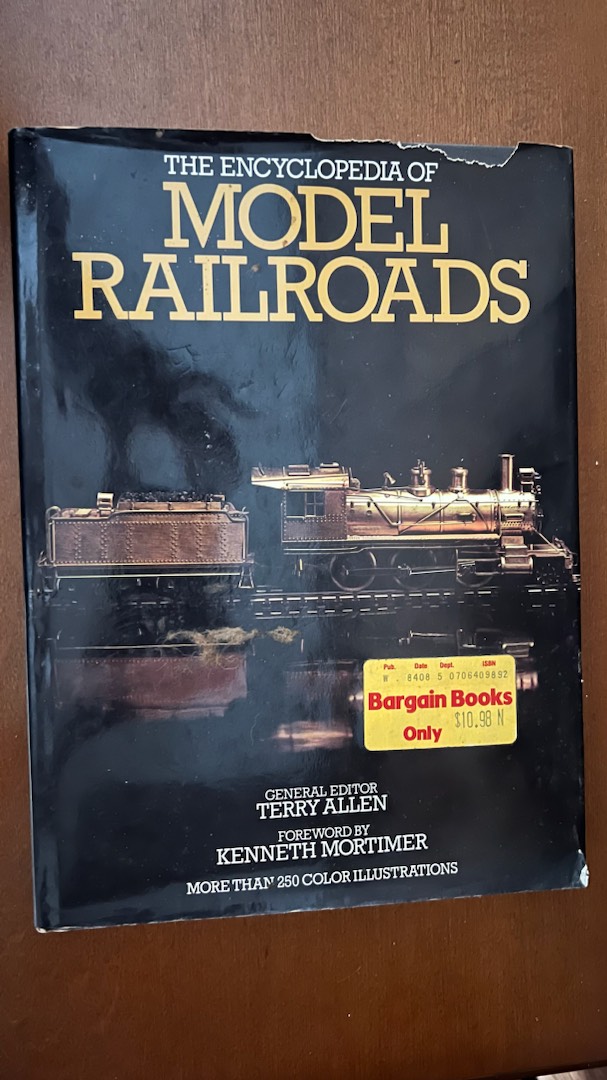 THE ENCYCLOPEDIA OF
MODEL
RAILROADS
Pub. Date Dept. ISBN
W . 8408 5 0706409892
Bargain Books
Only $10.98 N
GENERAL EDITOR
TERRY ALLEN
FOREWORD BY
KENNETH MORTIMER
MORE THAN 250 COLOR ILLUSTRATIONS